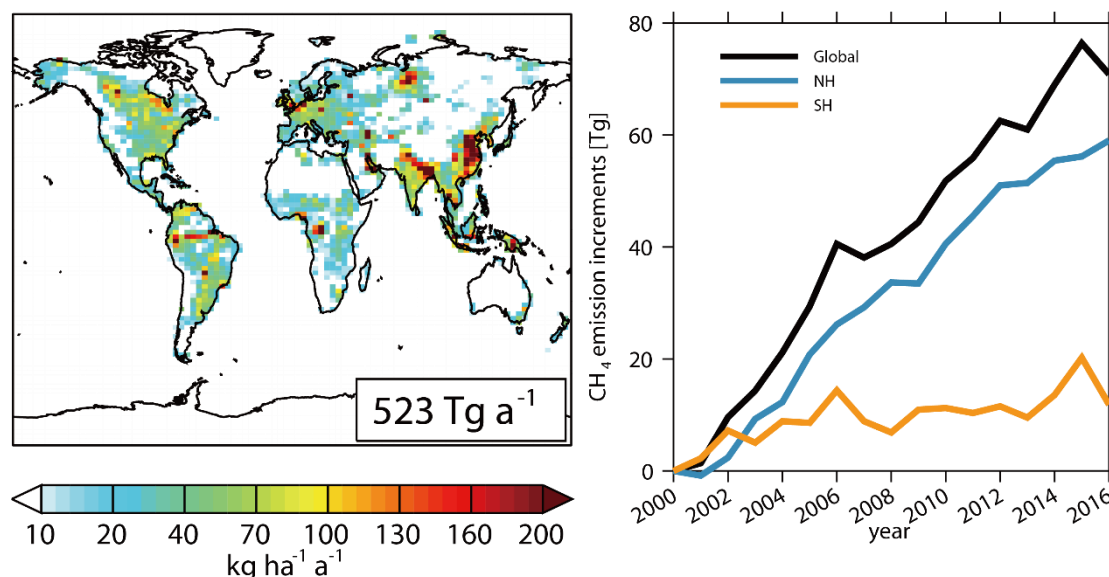 523 Tg a⁻¹
10 20 40 70 100 130 160 200
kg ha⁻¹ a⁻¹
80
60
40
20
0
CH₄ emission increments [Tg]
Global
NH
SH
2000 2002 2004 2006 2008 2010 2012 2014 2016
year